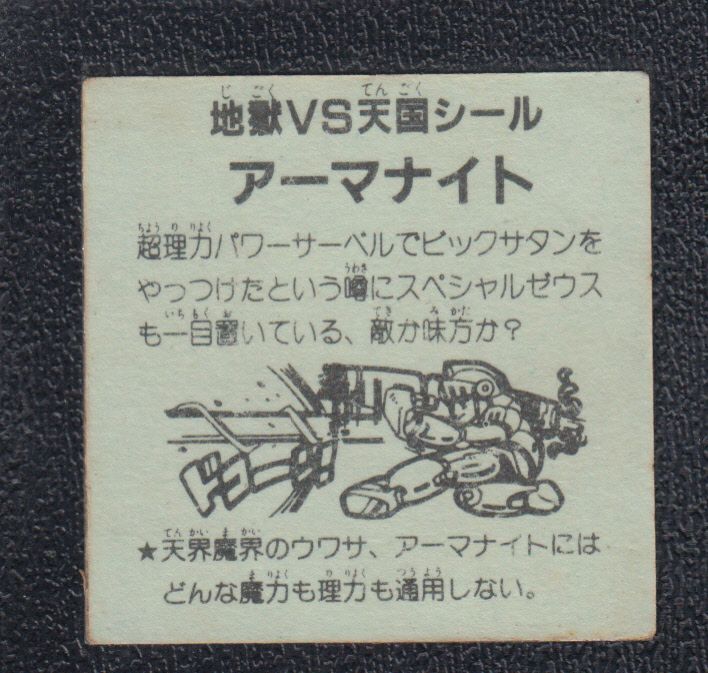 地獄VS天国シール
アーマナイト
超理力パワーサーベルでビックサタンを
やっつけたという噂にスペシャルゼウス
も一目置いている、敵か味方か？
ドゴーン!!
★天界魔界のウワサ、アーマナイトには
どんな魔力も理力も通用しない。